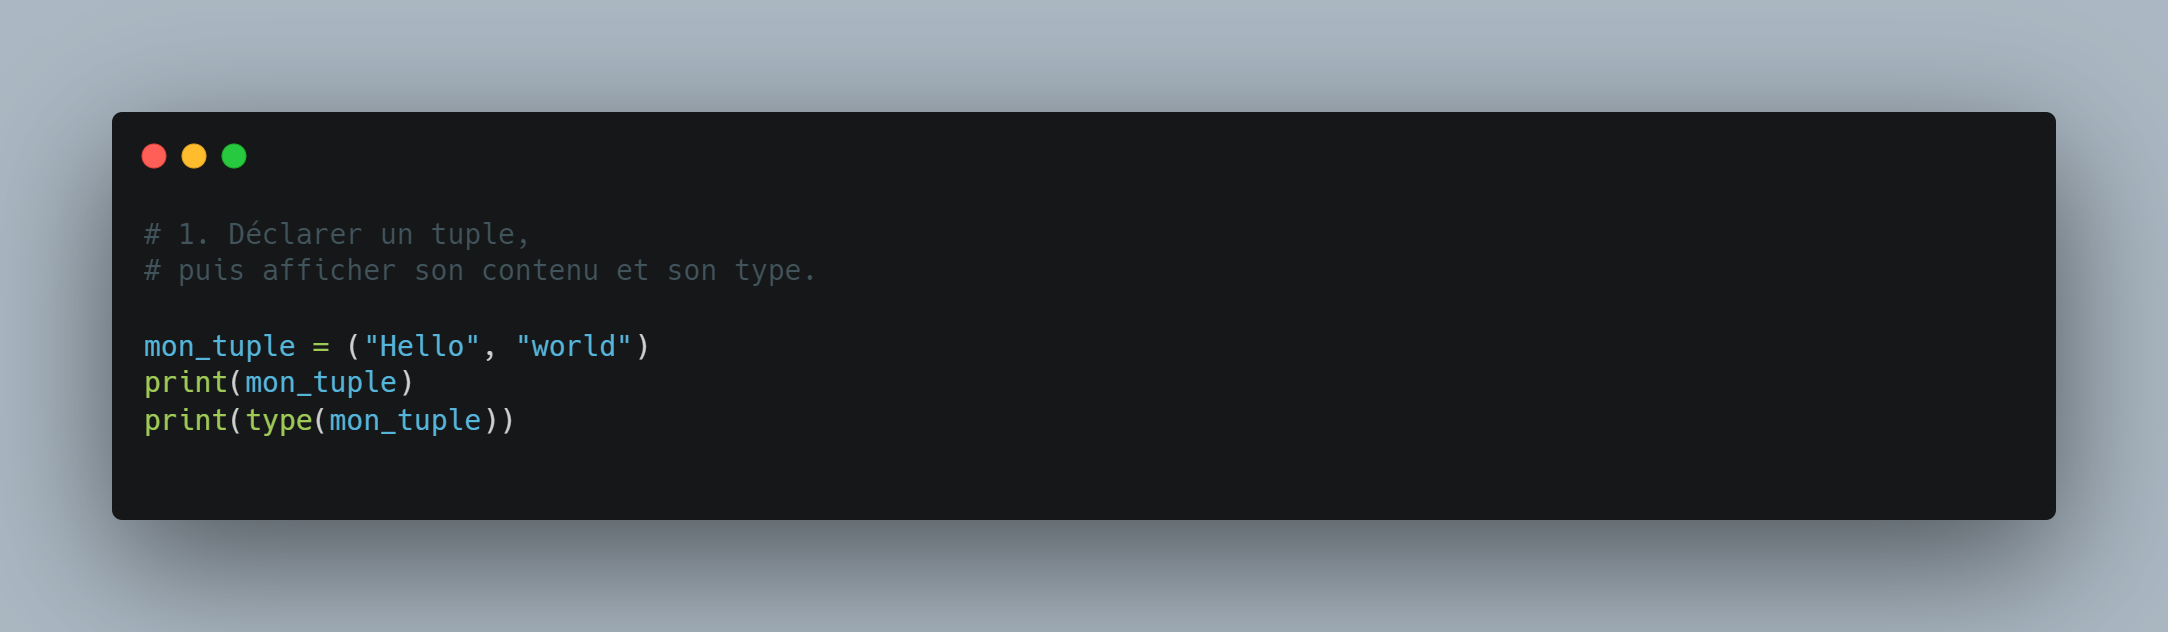 # 1. Déclarer un tuple,
# puis afficher son contenu et son type.
mon_tuple = ("Hello", "world")
print(mon_tuple)
print(type(mon_tuple))